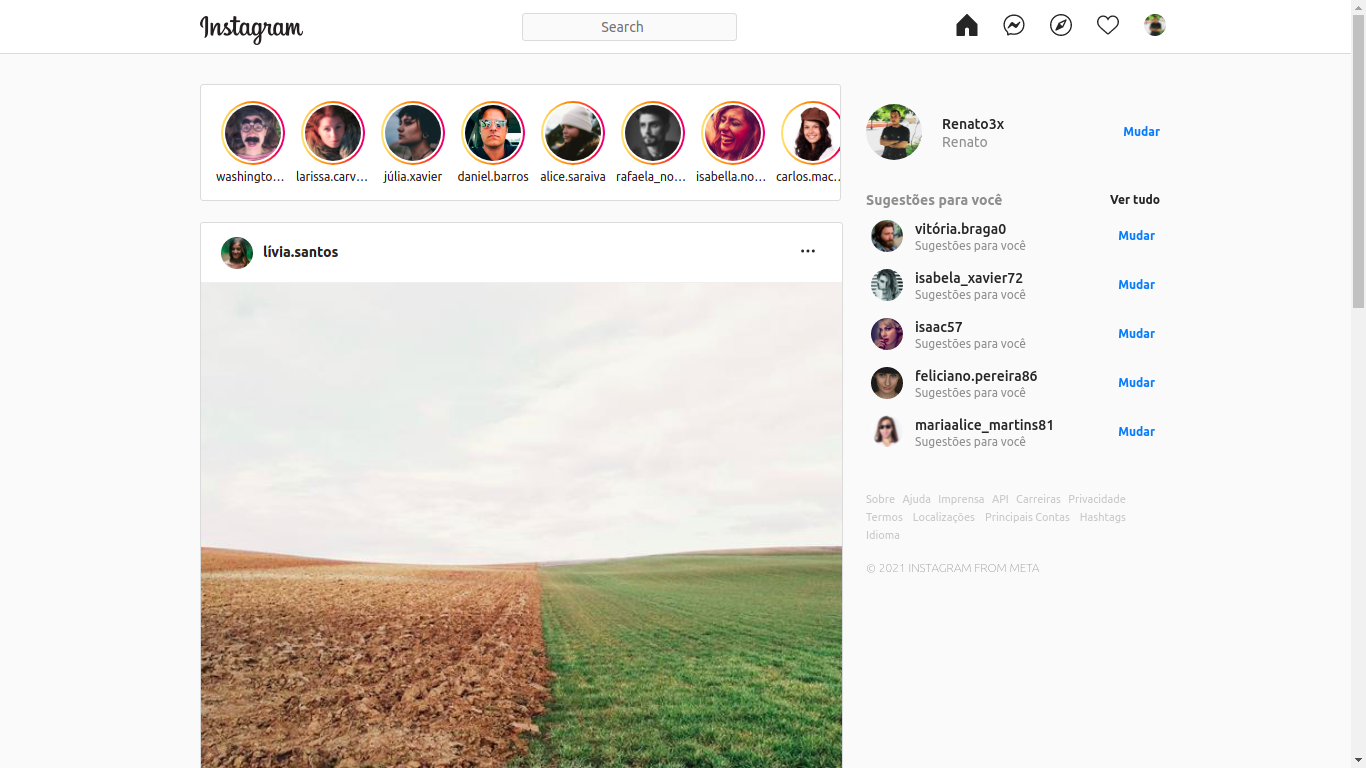 Instagram
Search
washingto...
larissa.carv...
júlia.xavier
daniel.barros
alice.saraiva
rafaela_no...
isabella.no...
carlos.mac...
lívia.santos
Renato3x
Renato
Mudar
Sugestões para você
Ver tudo
vitória.braga0
Sugestões para você
Mudar
isabela_xavier72
Sugestões para você
Mudar
isaac57
Sugestões para você
Mudar
feliciano.pereira86
Sugestões para você
Mudar
mariaalice_martins81
Sugestões para você
Mudar
Sobre Ajuda Imprensa API Carreiras Privacidade
Termos Localizações Principais Contas Hashtags
Idioma
© 2021 INSTAGRAM FROM META